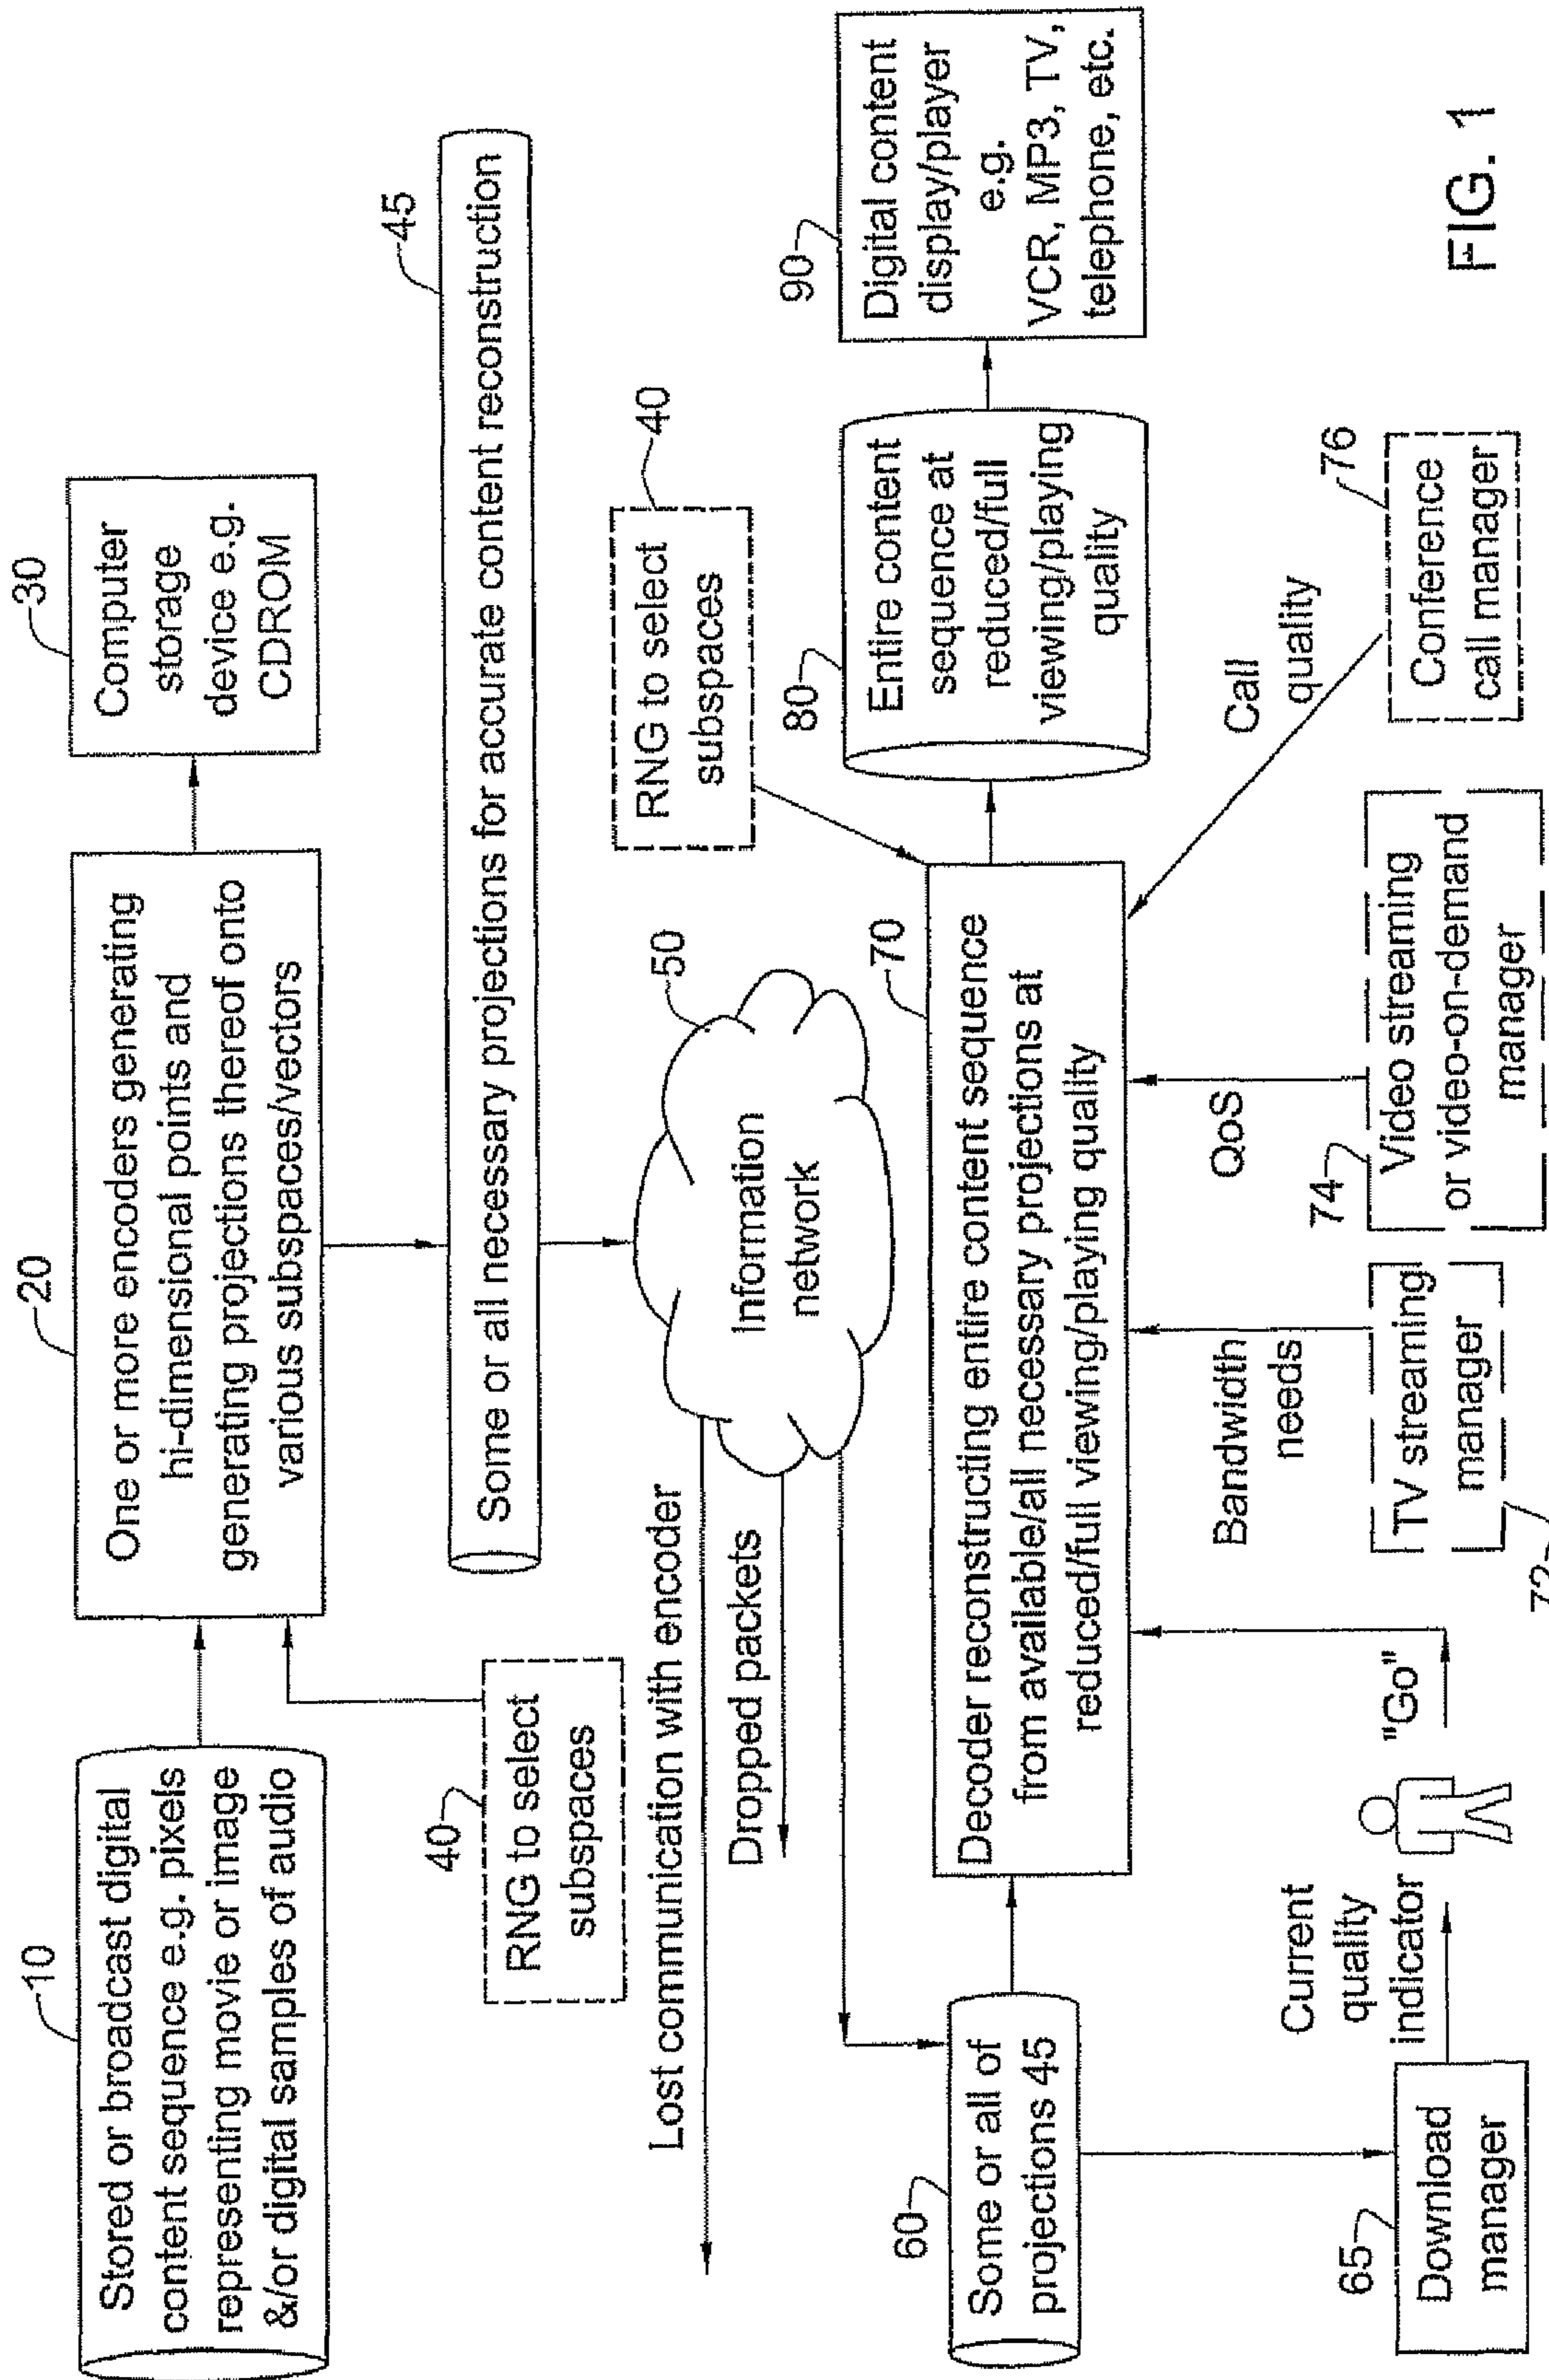 10
Stored or broadcast digital
content sequence e.g. pixels
representing movie or image
&/or digital samples of audio
20
One or more encoders generating
hi-dimensional points and
generating projections thereof onto
various subspaces/vectors
30
Computer
storage
device e.g.
CDROM
40
RNG to select
subspaces
45
Some or all necessary projections for accurate content reconstruction
Lost communication with encoder
Dropped packets
50
Information
network
40
RNG to select
subspaces
60
Some or all of
projections 45
70
Decoder reconstructing entire content sequence
from available/all necessary projections at
reduced/full viewing/playing quality
80
Entire content
sequence at
reduced/full
viewing/playing
quality
90
Digital content
display/player
e.g.
VCR, MP3, TV,
telephone, etc.
65
Download
manager
Current
quality
indicator
"Go"
Bandwidth
needs
TV streaming
manager
72
QoS
74
Video streaming
or video-on-demand
manager
Call
quality
76
Conference
call manager
FIG. 1